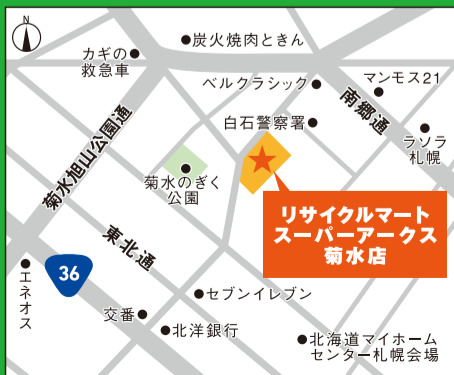 N
炭火焼肉ときん
カギの
救急車
ベルクラシック
マンモス21
南郷通
白石警察署
ラソラ
札幌
菊水旭山公園通
菊水のぎく
公園
リサイクルマート
スーパーアークス
菊水店
東北通
36
エネオス
セブンイレブン
交番
北洋銀行
北海道マイホーム
センター札幌会場